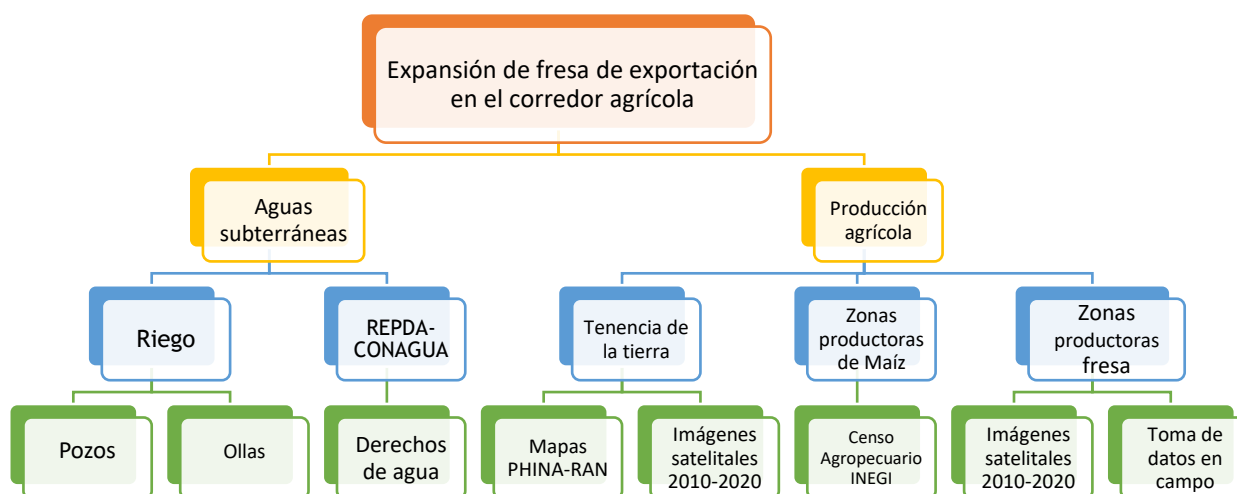 Expansión de fresa de exportación
en el corredor agrícola
Aguas
subterráneas
Producción
agrícola
Riego
REPDA-
CONAGUA
Tenencia de
la tierra
Zonas
productoras
de Maíz
Zonas
productoras
fresa
Pozos
Ollas
Derechos
de agua
Mapas
PHINA-RAN
Imágenes
satelitales
2010-2020
Censo
Agropecuario
INEGI
Imágenes
satelitales
2010-2020
Toma de
datos en
campo